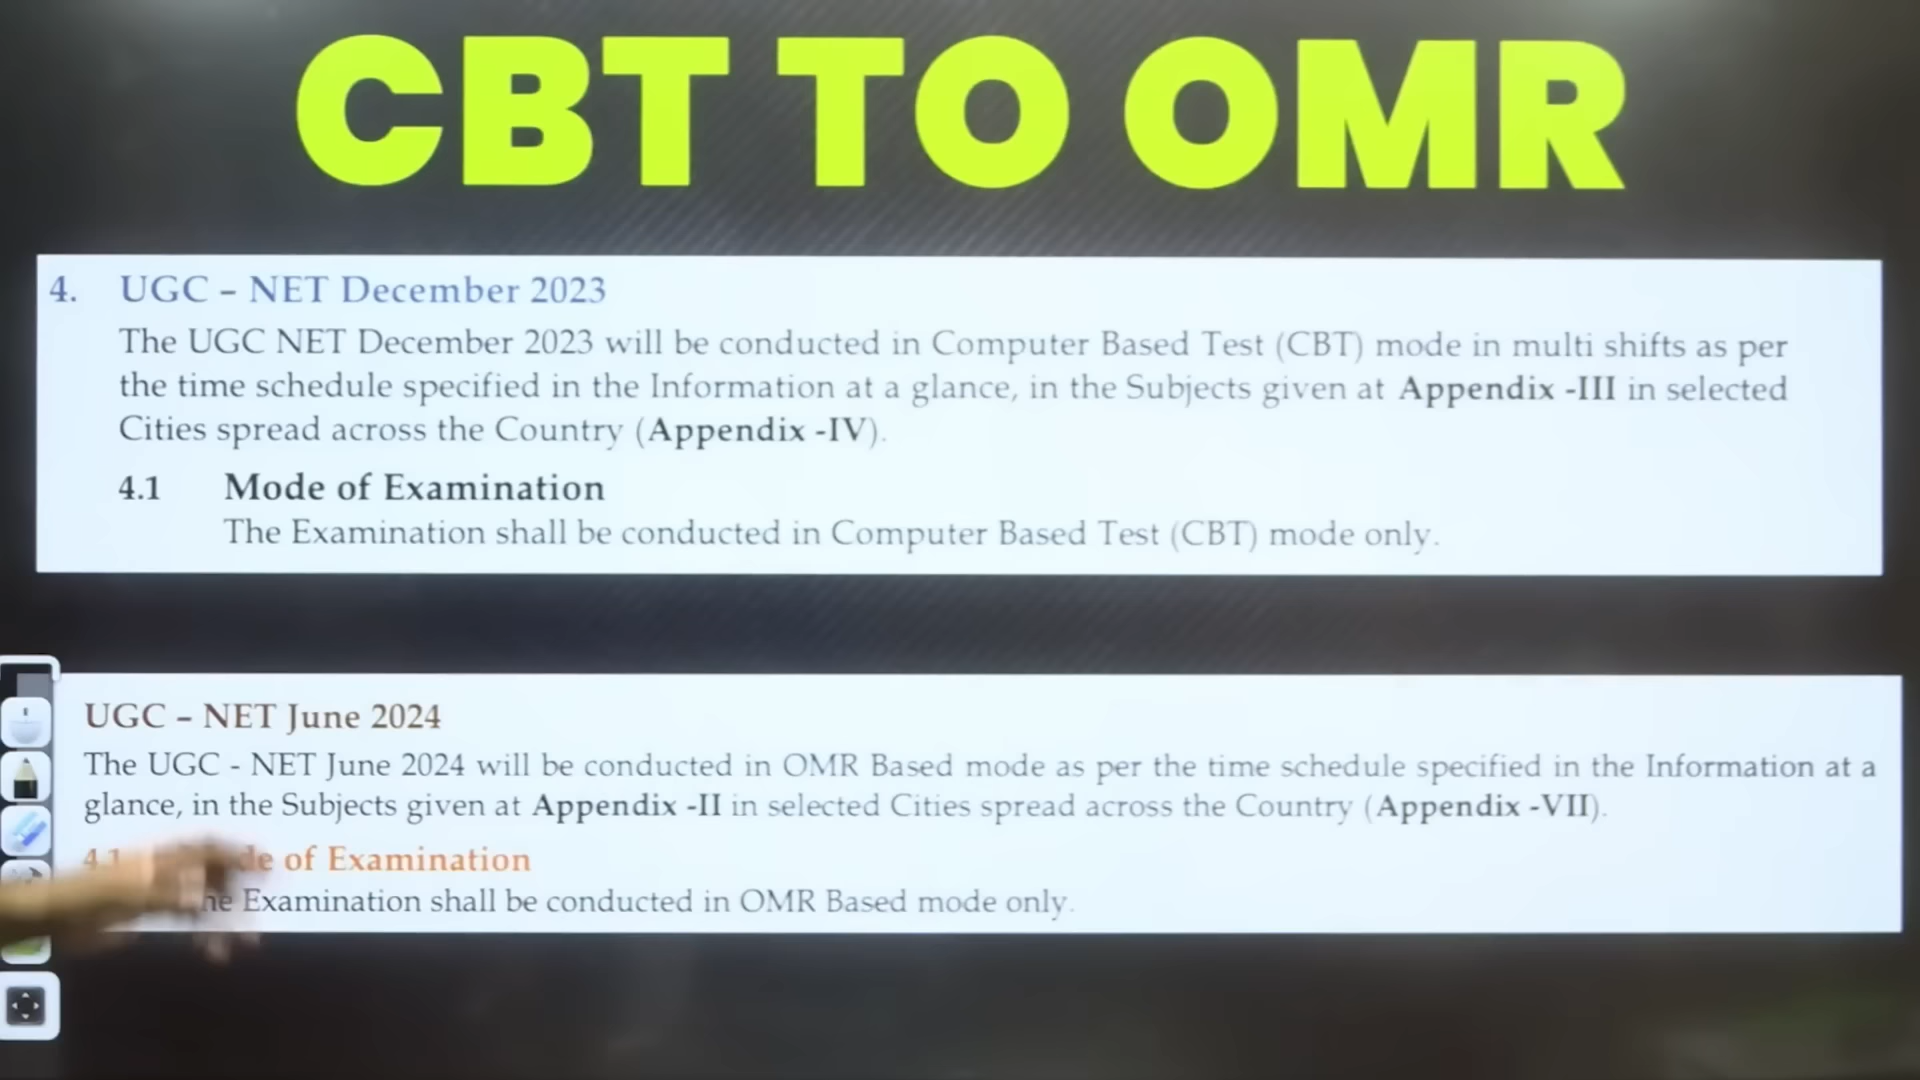 CBT TO OMR
4. UGC – NET December 2023
The UGC NET December 2023 will be conducted in Computer Based Test (CBT) mode in multi shifts as per
the time schedule specified in the Information at a glance, in the Subjects given at Appendix -III in selected
Cities spread across the Country (Appendix -IV).
4.1 Mode of Examination
The Examination shall be conducted in Computer Based Test (CBT) mode only.
UGC – NET June 2024
The UGC - NET June 2024 will be conducted in OMR Based mode as per the time schedule specified in the Information at a
glance, in the Subjects given at Appendix -II in selected Cities spread across the Country (Appendix -VII).
4.1 of Examination
Examination shall be conducted in OMR Based mode only.